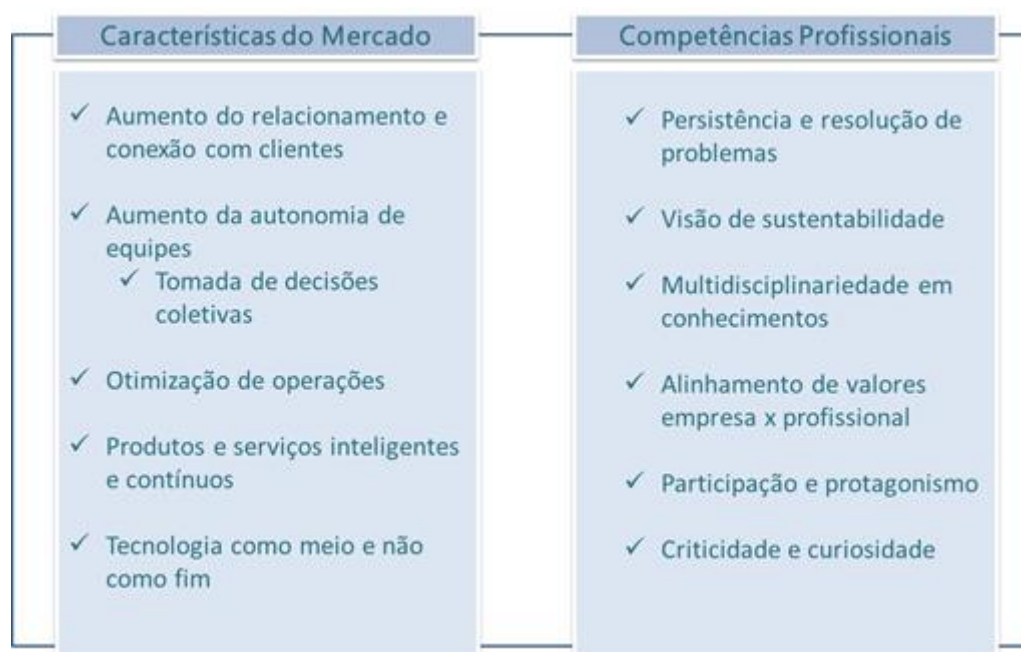 Características do Mercado
✓ Aumento do relacionamento e
conexão com clientes
✓ Aumento da autonomia de
equipes
✓ Tomada de decisões
coletivas
✓ Otimização de operações
✓ Produtos e serviços inteligentes
e contínuos
✓ Tecnologia como meio e não
como fim
Competências Profissionais
✓ Persistência e resolução de
problemas
✓ Visão de sustentabilidade
✓ Multidisciplinariedade em
conhecimentos
✓ Alinhamento de valores
empresa x profissional
✓ Participação e protagonismo
✓ Criticidade e curiosidade